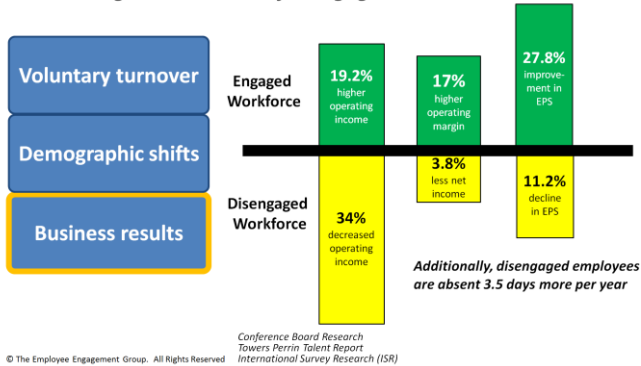 Voluntary turnover
Demographic shifts
Business results
Engaged
Workforce
19.2%
higher
operating
income
17%
higher
operating
margin
27.8%
improve-
ment in
EPS
Disengaged
Workforce
34%
decreased
operating
income
3.8%
less net
income
11.2%
decline
in EPS
Additionally, disengaged employees
are absent 3.5 days more per year
Conference Board Research
Towers Perrin Talent Report
International Survey Research (ISR)
© The Employee Engagement Group. All Rights Reserved